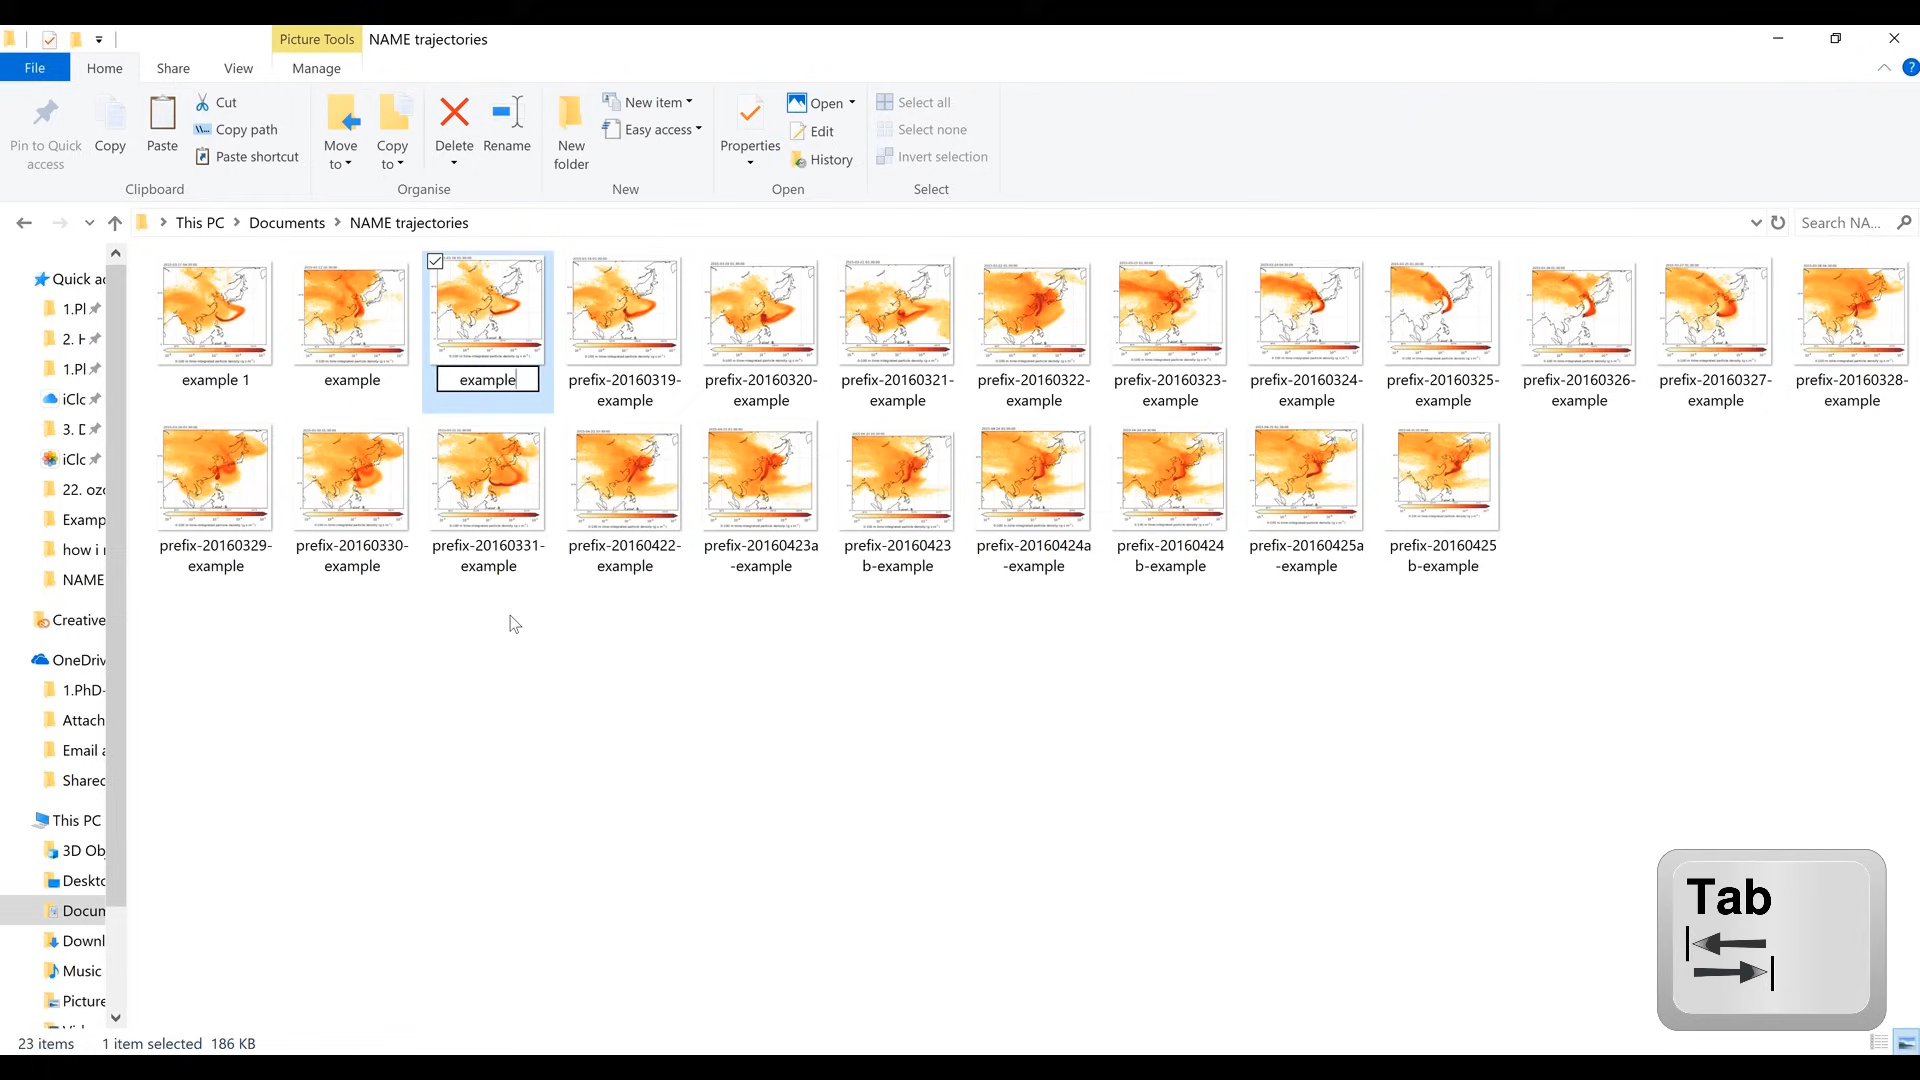 Picture Tools NAME trajectories
File Home Share View Manage
Pin to Quick access
Copy
Paste
Cut
Copy path
Paste shortcut
Clipboard
Move to
Copy to
Delete
Rename
Organise
New folder
New item
Easy access
New
Properties
Open
Edit
History
Open
Select all
Select none
Invert selection
Select
This PC Documents NAME trajectories
Search NA...
Quick ac
1.Pl
2. H
1.Pl
iClc
3. D
iClc
22. ozo
Examp
how i r
NAME
Creative
OneDriv
1.PhD-
Attach
Email a
Shared
This PC
3D Ob
Deskto
Docum
Downl
Music
Picture
example 1
example
example
prefix-20160319-
example
prefix-20160320-
example
prefix-20160321-
example
prefix-20160322-
example
prefix-20160323-
example
prefix-20160324-
example
prefix-20160325-
example
prefix-20160326-
example
prefix-20160327-
example
prefix-20160328-
example
prefix-20160329-
example
prefix-20160330-
example
prefix-20160331-
example
prefix-20160422-
example
prefix-20160423a
-example
prefix-20160423
b-example
prefix-20160424a
-example
prefix-20160424
b-example
prefix-20160425a
-example
prefix-20160425
b-example
Tab
23 items 1 item selected 186 KB